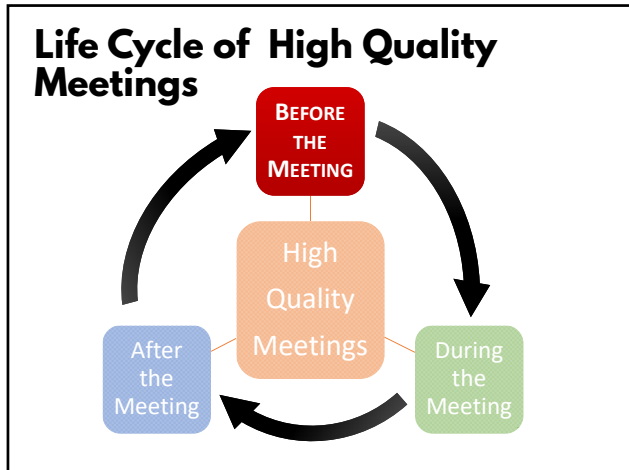 Life Cycle of High Quality
Meetings
BEFORE
THE
MEETING
High
Quality
Meetings
After
the
Meeting
During
the
Meeting